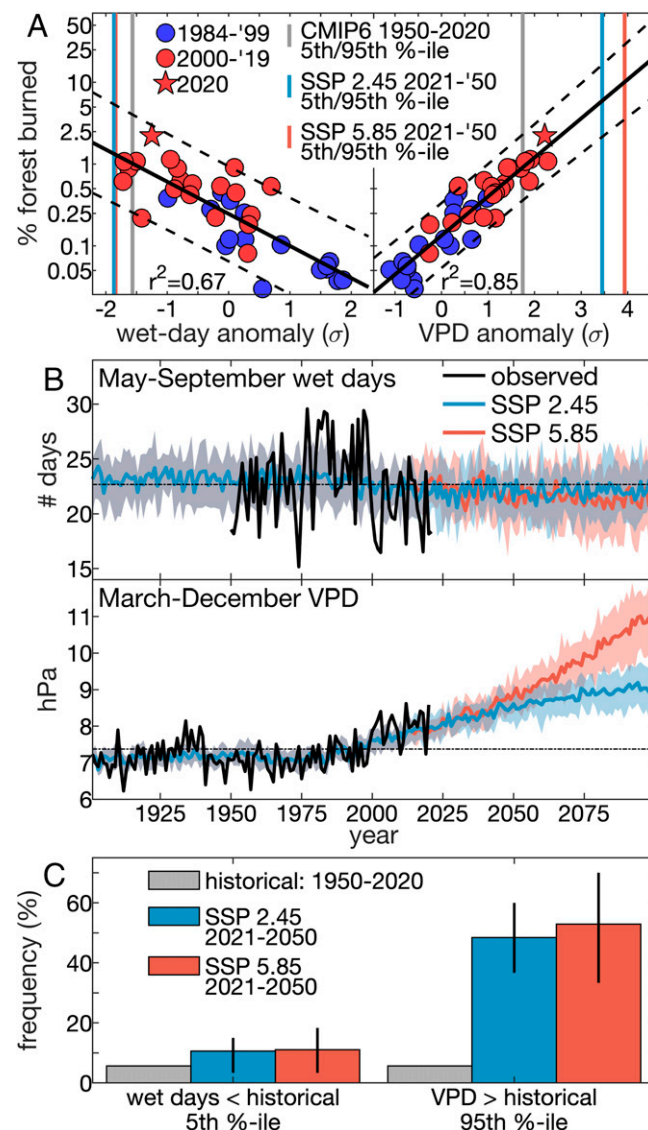 A
1984-'99
2000-'19
2020
CMIP6 1950-2020
5th/95th %-ile
SSP 2.45 2021-'50
5th/95th %-ile
SSP 5.85 2021-'50
5th/95th %-ile
% forest burned
50
25
10
5
2.5
1
0.5
0.25
0.1
0.05
r²=0.67
r²=0.85
-2 -1 0 1 2
-1 0 1 2 3 4
wet-day anomaly (σ)
VPD anomaly (σ)
B
May-September wet days
observed
SSP 2.45
SSP 5.85
# days
30
23
22
15
March-December VPD
hPa
11
10
9
8
7
6
1925 1950 1975 2000 2025 2050 2075
year
C
historical: 1950-2020
SSP 2.45
2021-2050
SSP 5.85
2021-2050
frequency (%)
60
40
20
0
wet days < historical
5th %-ile
VPD > historical
95th %-ile